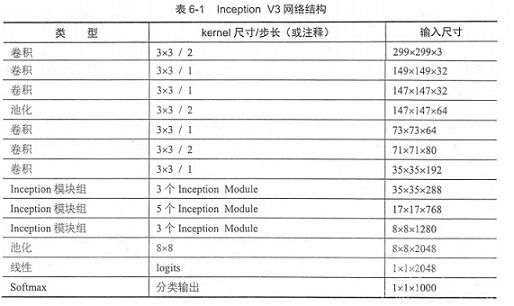 表 6-1 Inception V3 网络结构
类 型 kernel 尺寸/步长（或注释） 输入尺寸
卷积 3×3 / 2 299×299×3
卷积 3×3 / 1 149×149×32
卷积 3×3 / 1 147×147×32
池化 3×3 / 2 147×147×64
卷积 3×3 / 1 73×73×64
卷积 3×3 / 2 71×71×80
卷积 3×3 / 1 35×35×192
Inception 模块组 3 个 Inception Module 35×35×288
Inception 模块组 5 个 Inception Module 17×17×768
Inception 模块组 3 个 Inception Module 8×8×1280
池化 8×8 8×8×2048
线性 logits 1×1×2048
Softmax 分类输出 1×1×1000